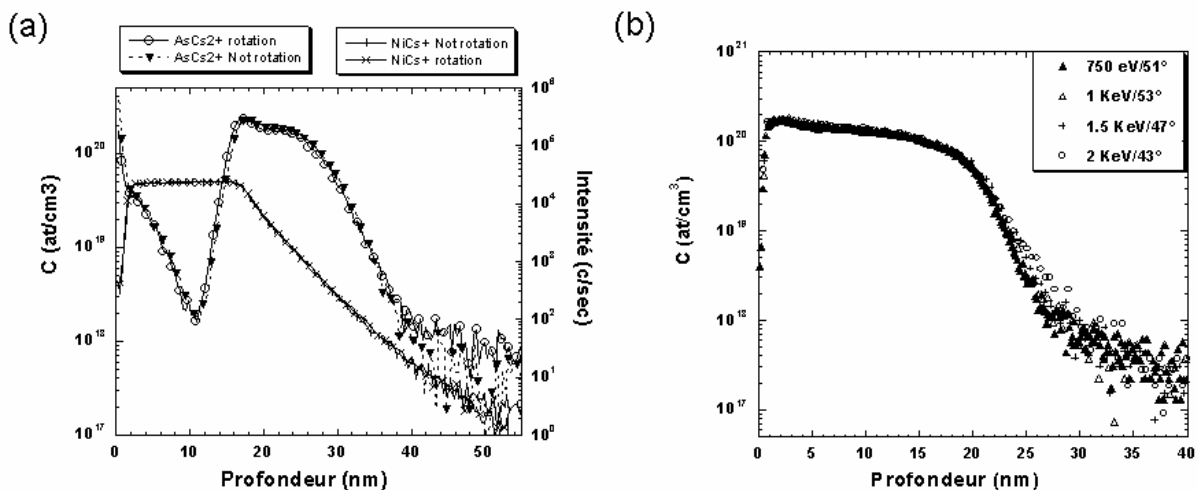 (a)
AsCs2+ rotation
AsCs2+ Not rotation
NiCs+ Not rotation
NiCs+ rotation
C (at/cm3)
10^20
10^19
10^18
10^17
0 10 20 30 40 50
Profondeur (nm)
10^8
10^6
10^4
10^3
10^2
10^1
10^0
Intensité (c/sec)
(b)
750 eV/51°
1 KeV/53°
1.5 KeV/47°
2 KeV/43°
C (at/cm^3)
10^21
10^20
10^19
10^18
10^17
0 5 10 15 20 25 30 35 40
Profondeur (nm)